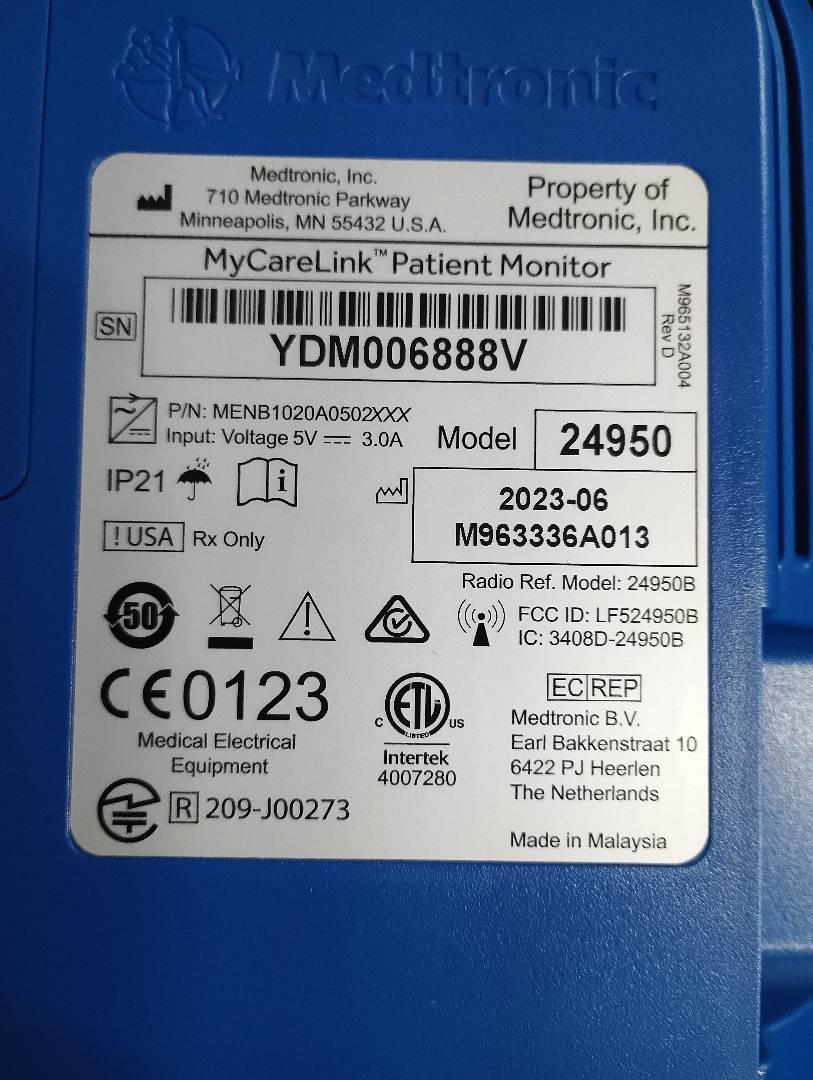 Medtronic
Medtronic, Inc.
710 Medtronic Parkway
Minneapolis, MN 55432 U.S.A.
Property of
Medtronic, Inc.
MyCareLink™ Patient Monitor
SN
YDM006888V
M965132A004
Rev D
P/N: MENB1020A0502XXX
Input: Voltage 5V ⎓ 3.0A
Model 24950
IP21
i
2023-06
M963336A013
! USA Rx Only
Radio Ref. Model: 24950B
50
!
FCC ID: LF524950B
IC: 3408D-24950B
CE0123
Medical Electrical
Equipment
C ETL US
LISTED
Intertek
4007280
EC REP
Medtronic B.V.
Earl Bakkenstraat 10
6422 PJ Heerlen
The Netherlands
R 209-J00273
Made in Malaysia